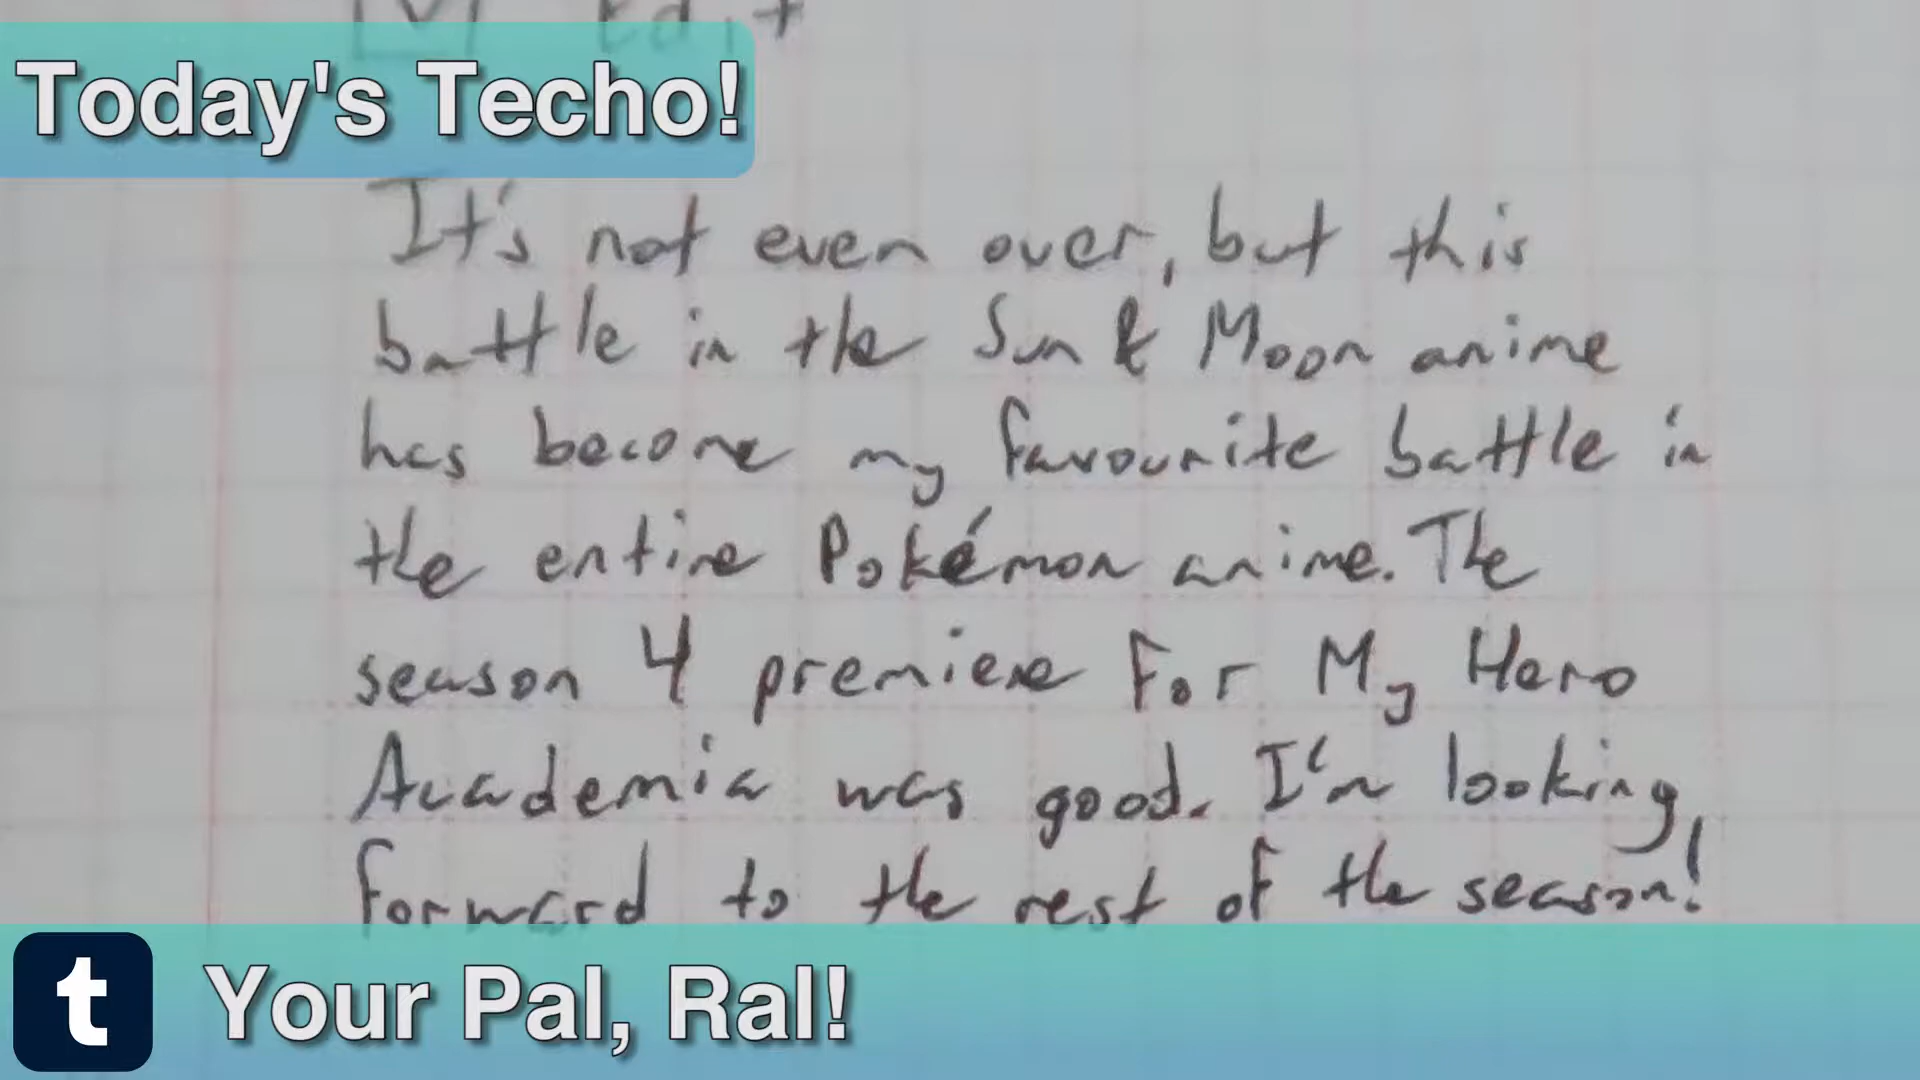 Edit
Today's Techo!
It's not even over, but this
battle in the Sun & Moon anime
has become my favourite battle in
the entire Pokémon anime. The
season 4 premiere for My Hero
Academia was good. I'm looking
forward to the rest of the season!
t Your Pal, Ral!